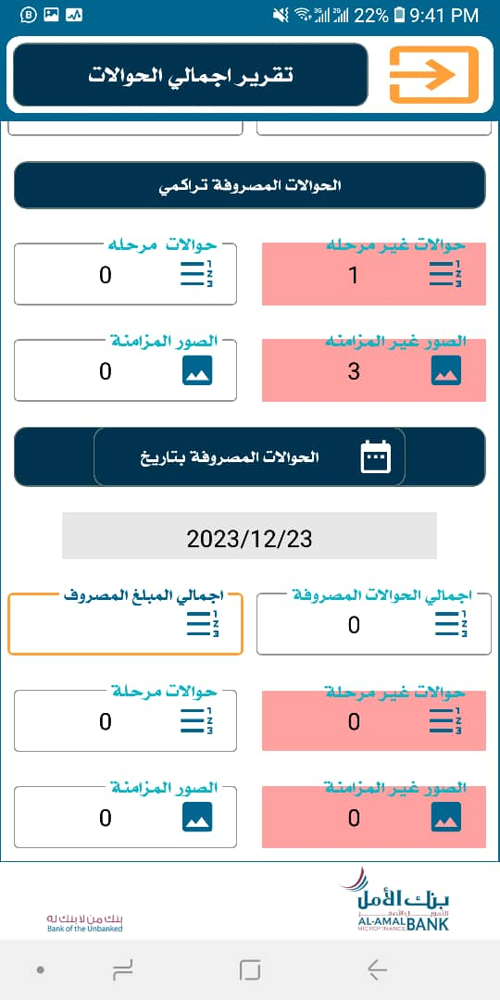 22% 9:41 PM
تقرير اجمالي الحوالات
الحوالات المصروفة تراكمي
حوالات غير مرحله
حوالات مرحله
1
0
الصور غير المزامنه
الصور المزامنة
3
0
الحوالات المصروفة بتاريخ
2023/12/23
اجمالي الحوالات المصروفة
اجمالي المبلغ المصروف
0
حوالات غير مرحلة
حوالات مرحلة
0
0
الصور غير المزامنة
الصور المزامنة
0
0
بنك الأمل
AL-AMAL BANK
MICROFINANCE
بنك من لا بنك له
Bank of the Unbanked